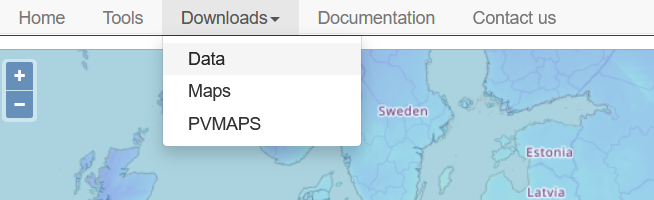 Home Tools Downloads Documentation Contact us
Data
Maps
PVMAPS
+
−
Sweden
Estonia
Latvia